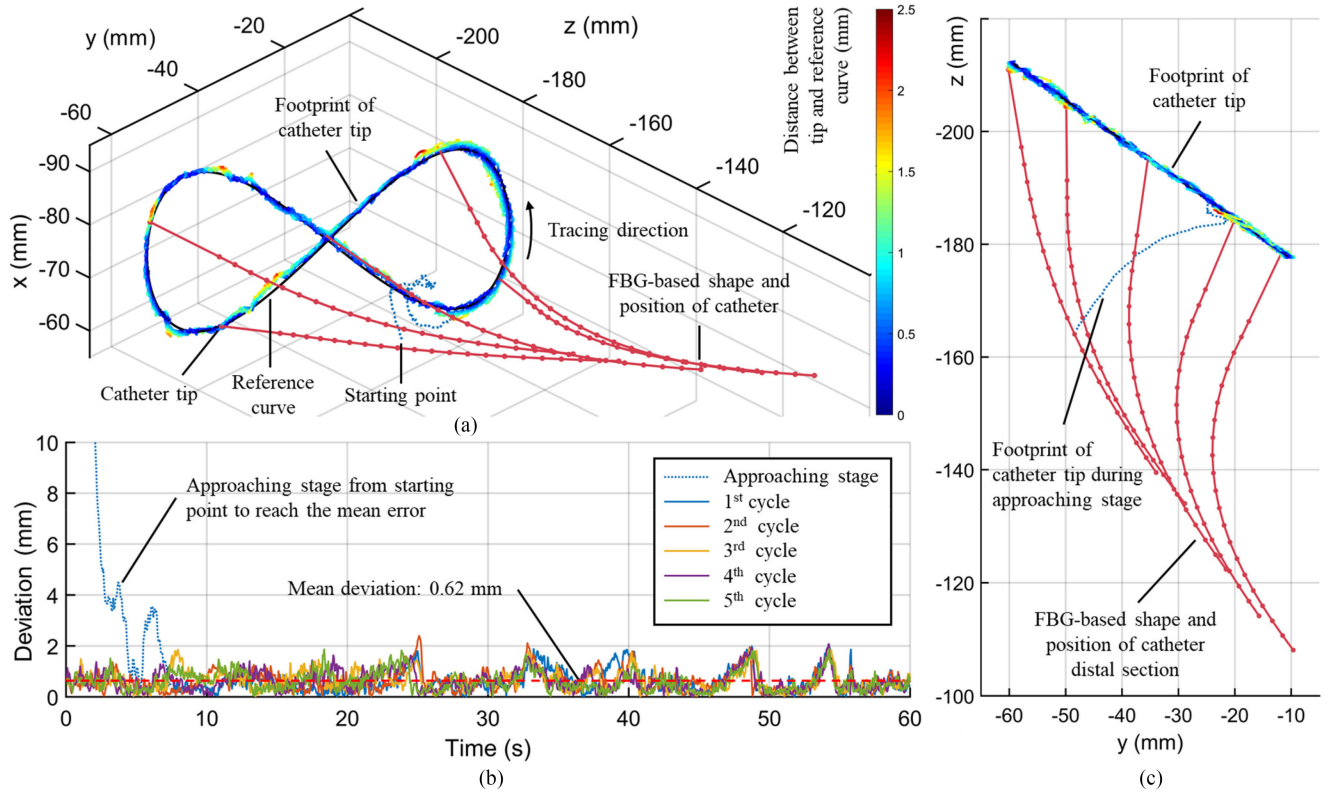 y (mm)
-60
-40
-20
z (mm)
-200
-180
-160
-140
-120
x (mm)
-90
-80
-70
-60
Footprint of
catheter tip
Tracing direction
FBG-based shape and
position of catheter
Catheter tip
Reference
curve
Starting point
Distance between
tip and reference
curve (mm)
2.5
2
1.5
1
0.5
0
(a)
Deviation (mm)
10
8
6
4
2
0
Approaching stage from starting
point to reach the mean error
Mean deviation: 0.62 mm
Approaching stage
1st cycle
2nd cycle
3rd cycle
4th cycle
5th cycle
0 10 20 30 40 50 60
Time (s)
(b)
z (mm)
-200
-180
-160
-140
-120
-100
Footprint of
catheter tip
Footprint of
catheter tip during
approaching stage
FBG-based shape and
position of catheter
distal section
-60 -50 -40 -30 -20 -10
y (mm)
(c)